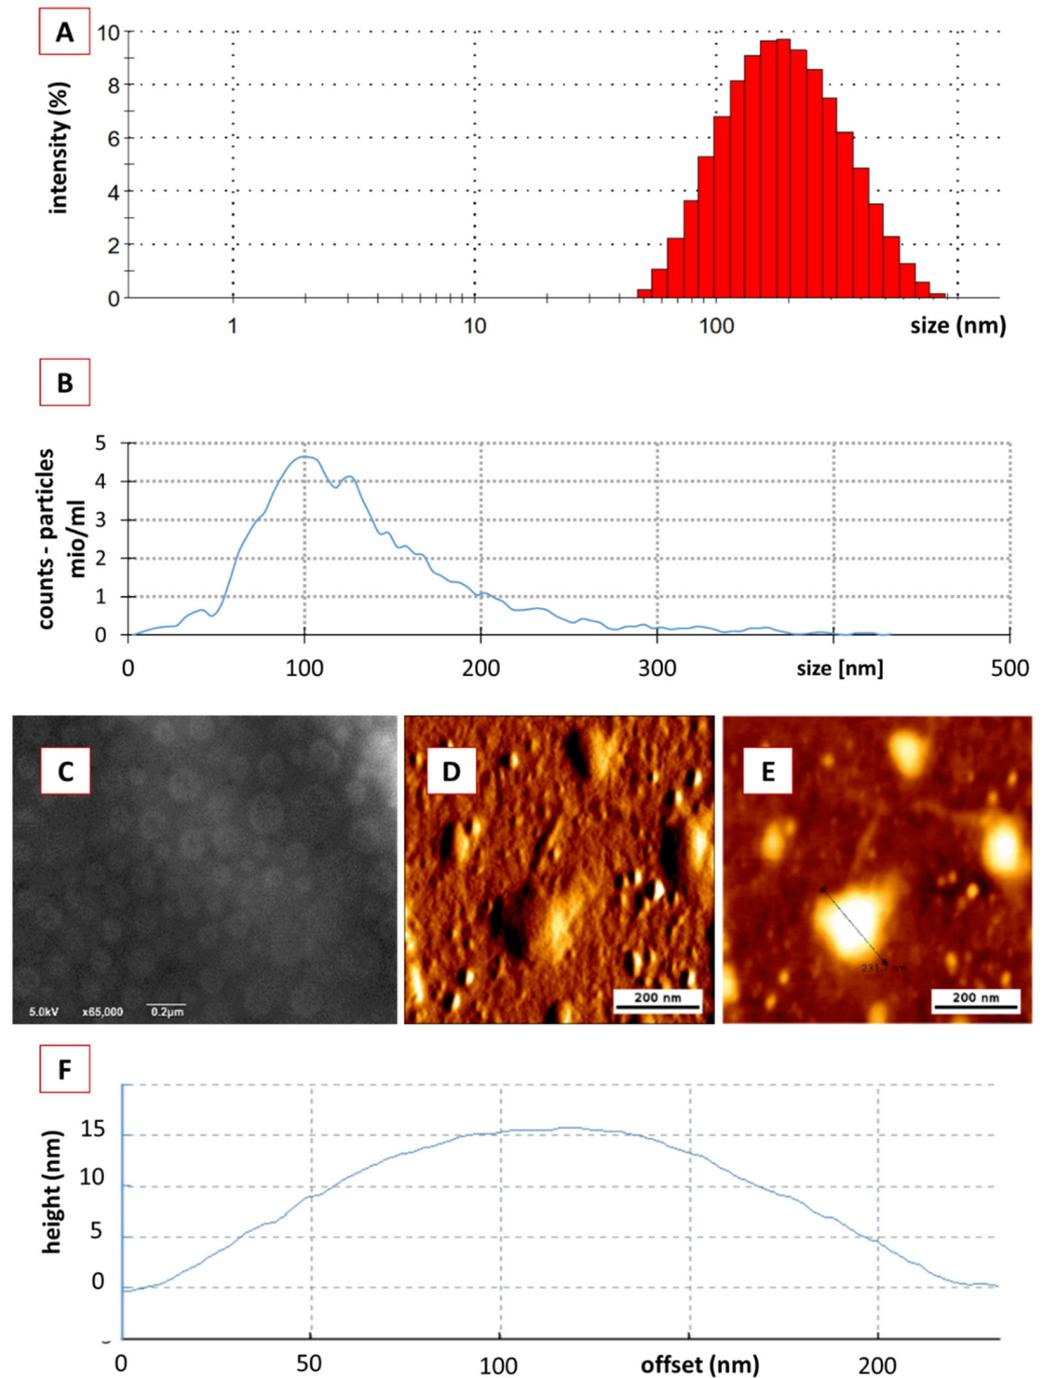 A
intensity (%)
10
8
6
4
2
0
1
10
100
size (nm)
B
counts - particles
mio/ml
5
4
3
2
1
0
0
100
200
300
size [nm]
500
C
D
E
5.0kV
x65,000
0.2µm
200 nm
200 nm
F
height (nm)
15
10
5
0
0
50
100
offset (nm)
200